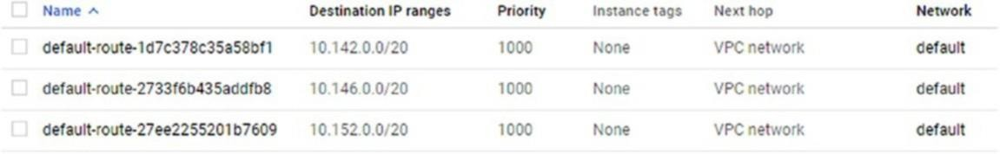 Name Destination IP ranges Priority Instance tags Next hop Network
default-route-1d7c378c35a58bf1 10.142.0.0/20 1000 None VPC network default
default-route-2733f6b435addfb8 10.146.0.0/20 1000 None VPC network default
default-route-27ee2255201b7609 10.152.0.0/20 1000 None VPC network default